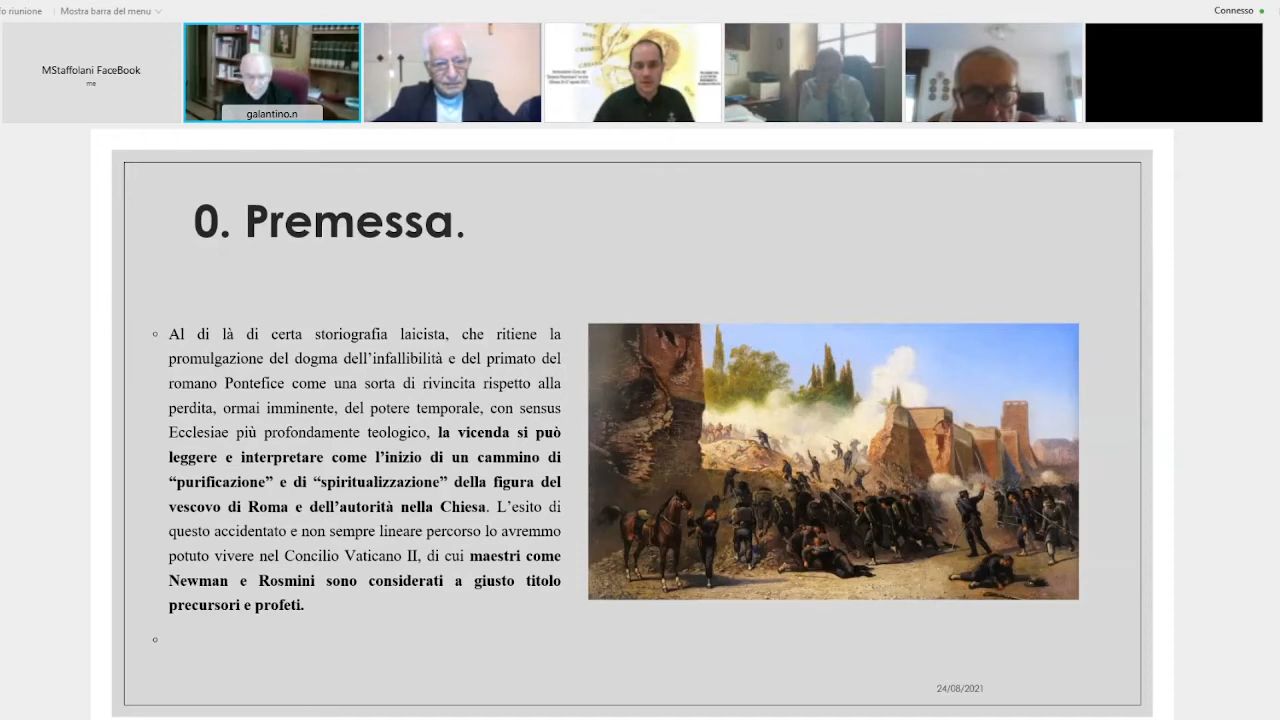 fo riunione
Mostra barra del menu
Connesso
MStaffolani FaceBook
me
galantino.n
0. Premessa.
Al di là di certa storiografia laicista, che ritiene la
promulgazione del dogma dell’infallibilità e del primato del
romano Pontefice come una sorta di rivincita rispetto alla
perdita, ormai imminente, del potere temporale, con sensus
Ecclesiae più profondamente teologico, la vicenda si può
leggere e interpretare come l’inizio di un cammino di
“purificazione” e di “spiritualizzazione” della figura del
vescovo di Roma e dell’autorità nella Chiesa. L’esito di
questo accidentato e non sempre lineare percorso lo avremmo
potuto vivere nel Concilio Vaticano II, di cui maestri come
Newman e Rosmini sono considerati a giusto titolo
precursori e profeti.
24/08/2021